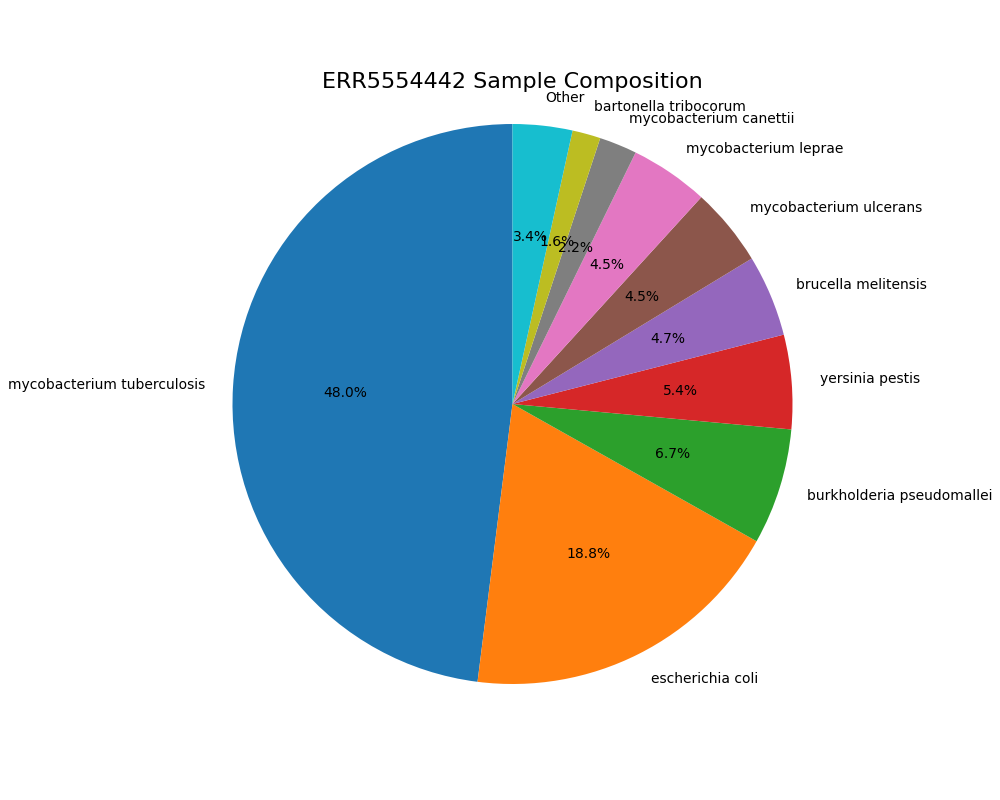 ERR5554442 Sample Composition
Other
bartonella tribocorum
mycobacterium canettii
mycobacterium leprae
mycobacterium ulcerans
brucella melitensis
yersinia pestis
burkholderia pseudomallei
escherichia coli
mycobacterium tuberculosis
3.4%
1.6%
2.2%
4.5%
4.5%
4.7%
5.4%
6.7%
18.8%
48.0%